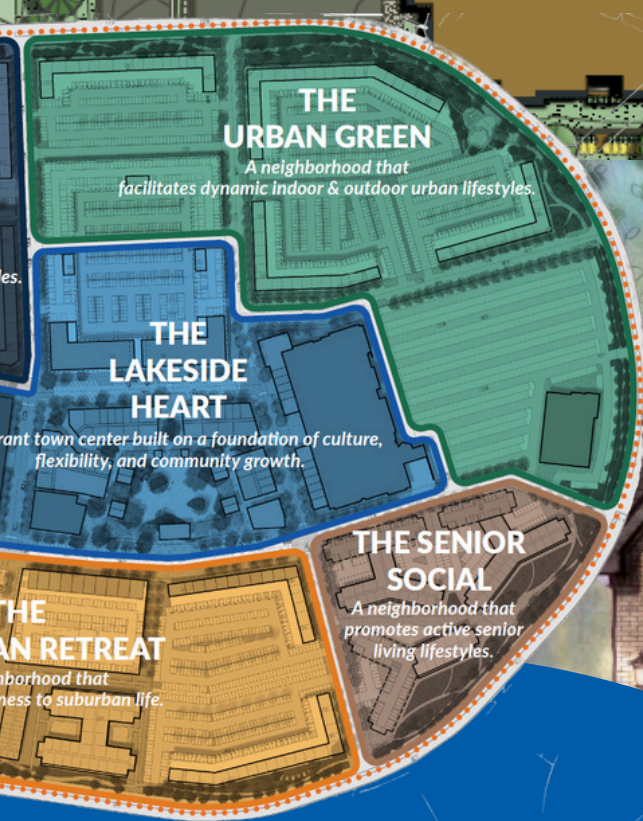 THE
URBAN GREEN
A neighborhood that
facilitates dynamic indoor & outdoor urban lifestyles.
les.
THE
LAKESIDE
HEART
rant town center built on a foundation of culture,
flexibility, and community growth.
THE SENIOR
SOCIAL
A neighborhood that
promotes active senior
living lifestyles.
THE
AN RETREAT
hborhood that
ness to suburban life.